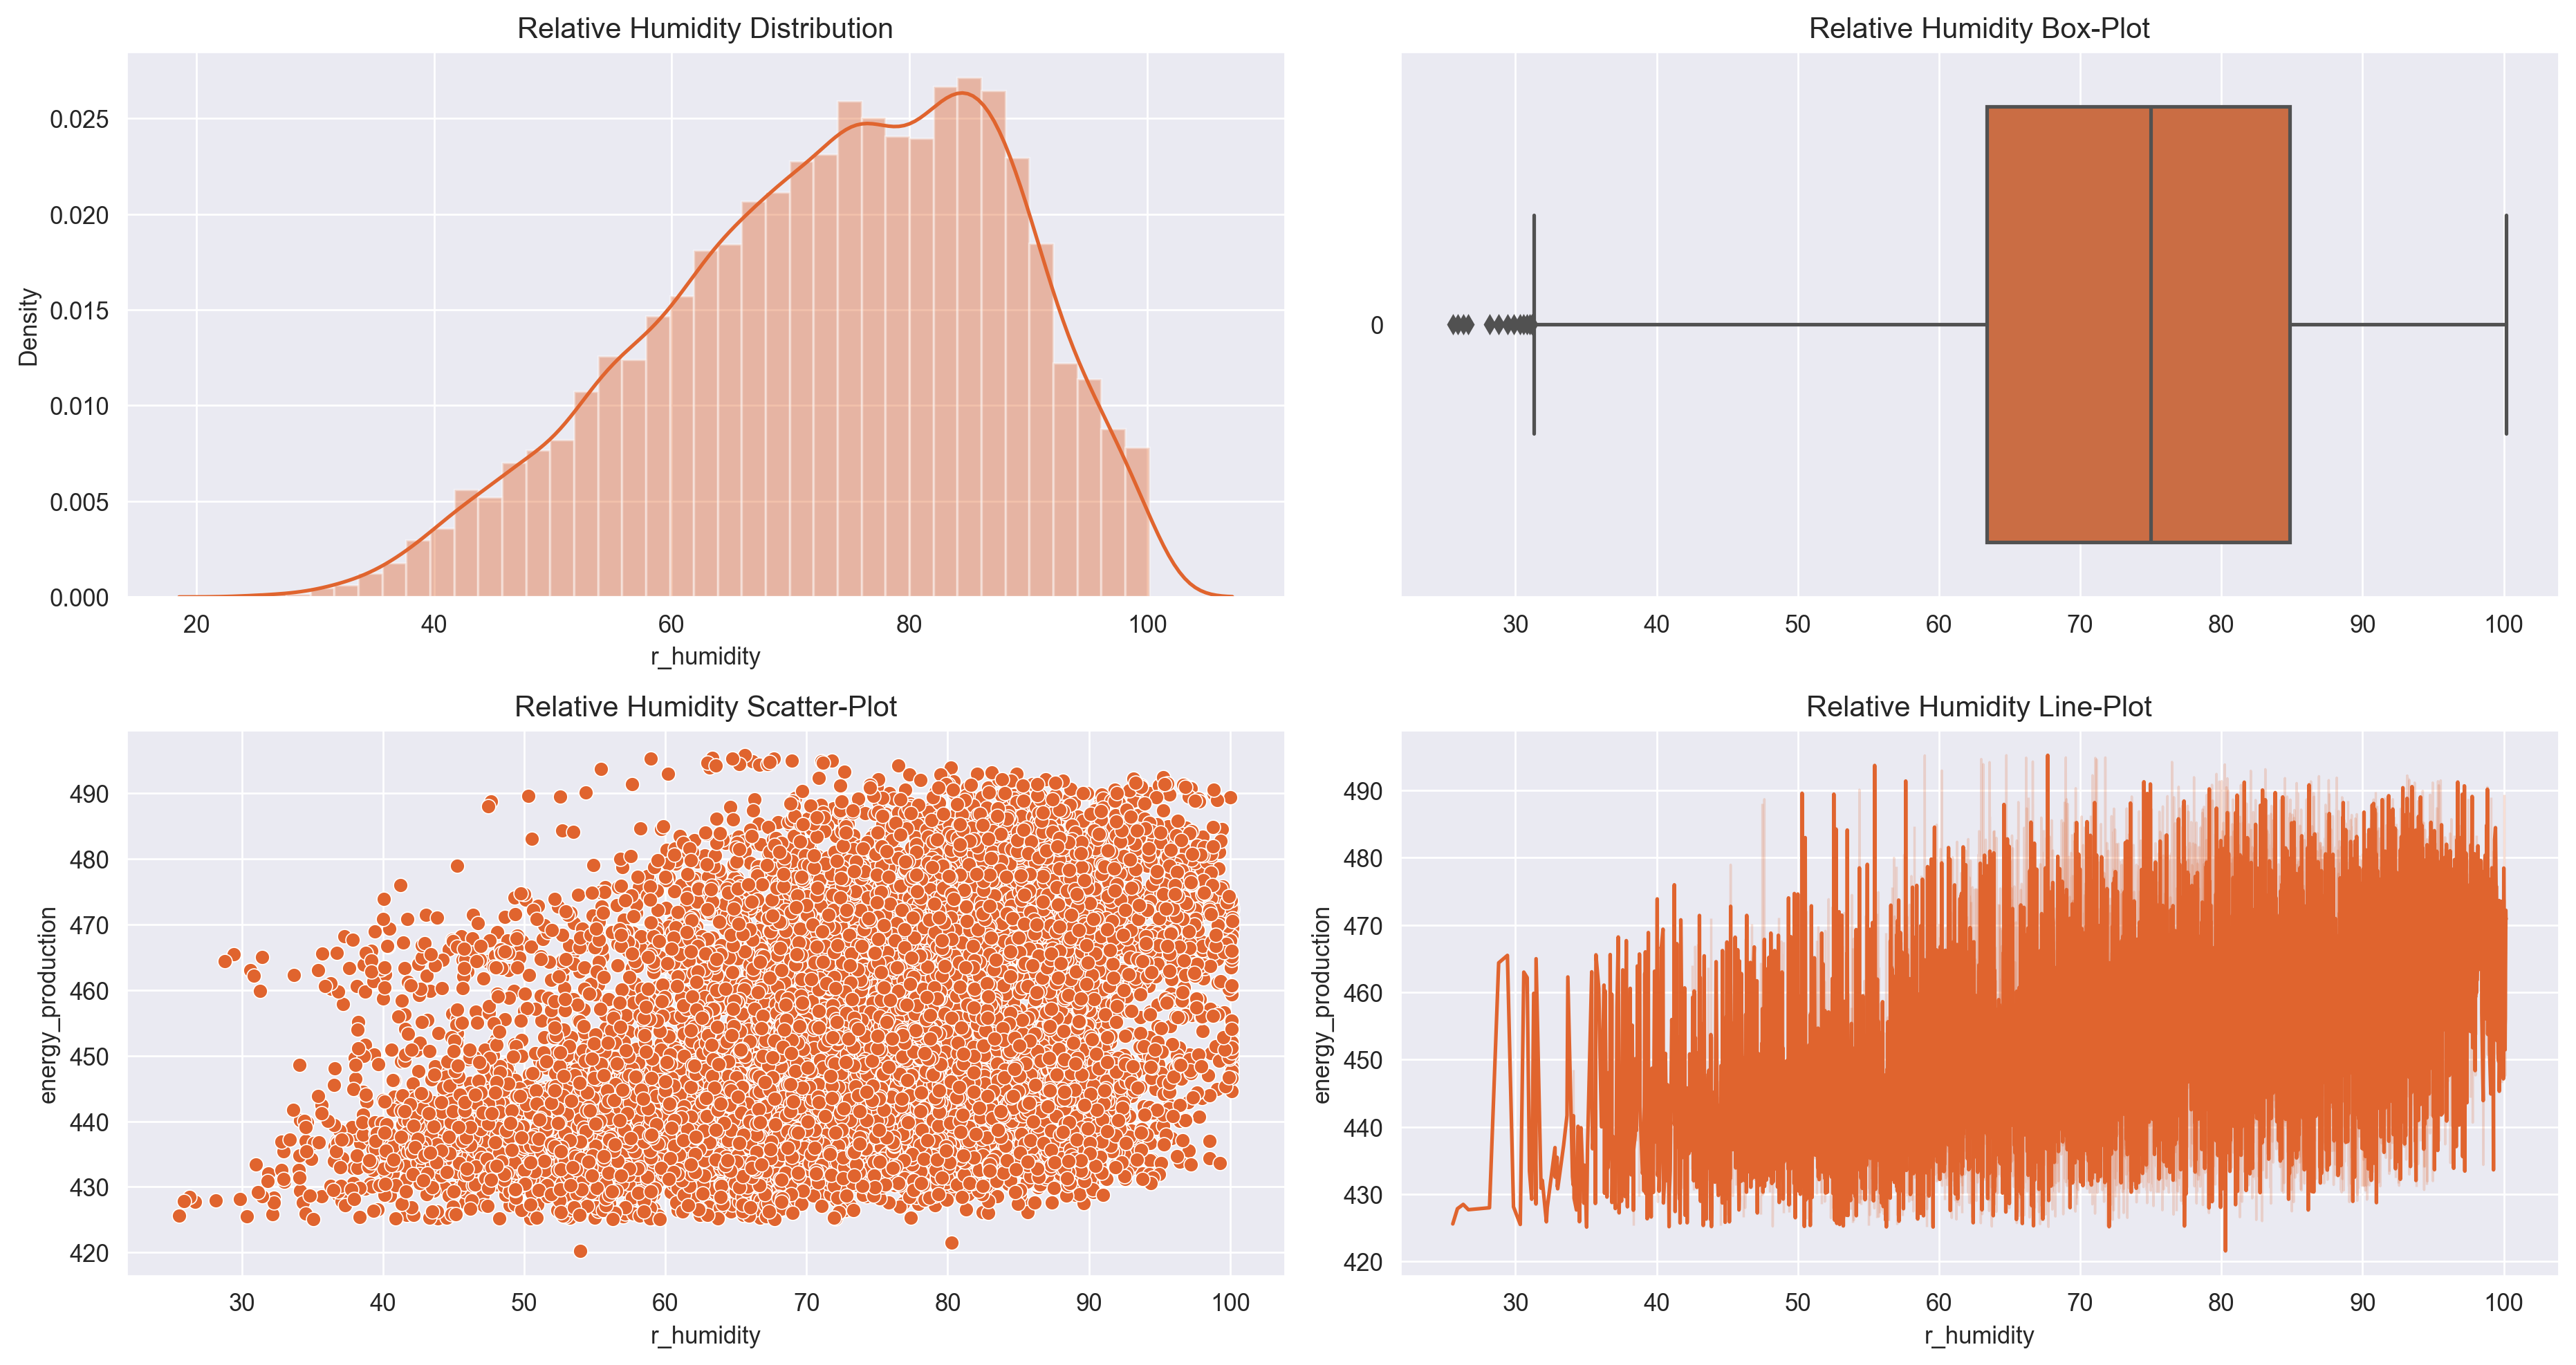 Relative Humidity Distribution
Density
0.025
0.020
0.015
0.010
0.005
0.000
20 40 60 80 100
r_humidity
Relative Humidity Box-Plot
0
30 40 50 60 70 80 90 100
Relative Humidity Scatter-Plot
energy_production
490
480
470
460
450
440
430
420
30 40 50 60 70 80 90 100
r_humidity
Relative Humidity Line-Plot
energy_production
490
480
470
460
450
440
430
420
30 40 50 60 70 80 90 100
r_humidity